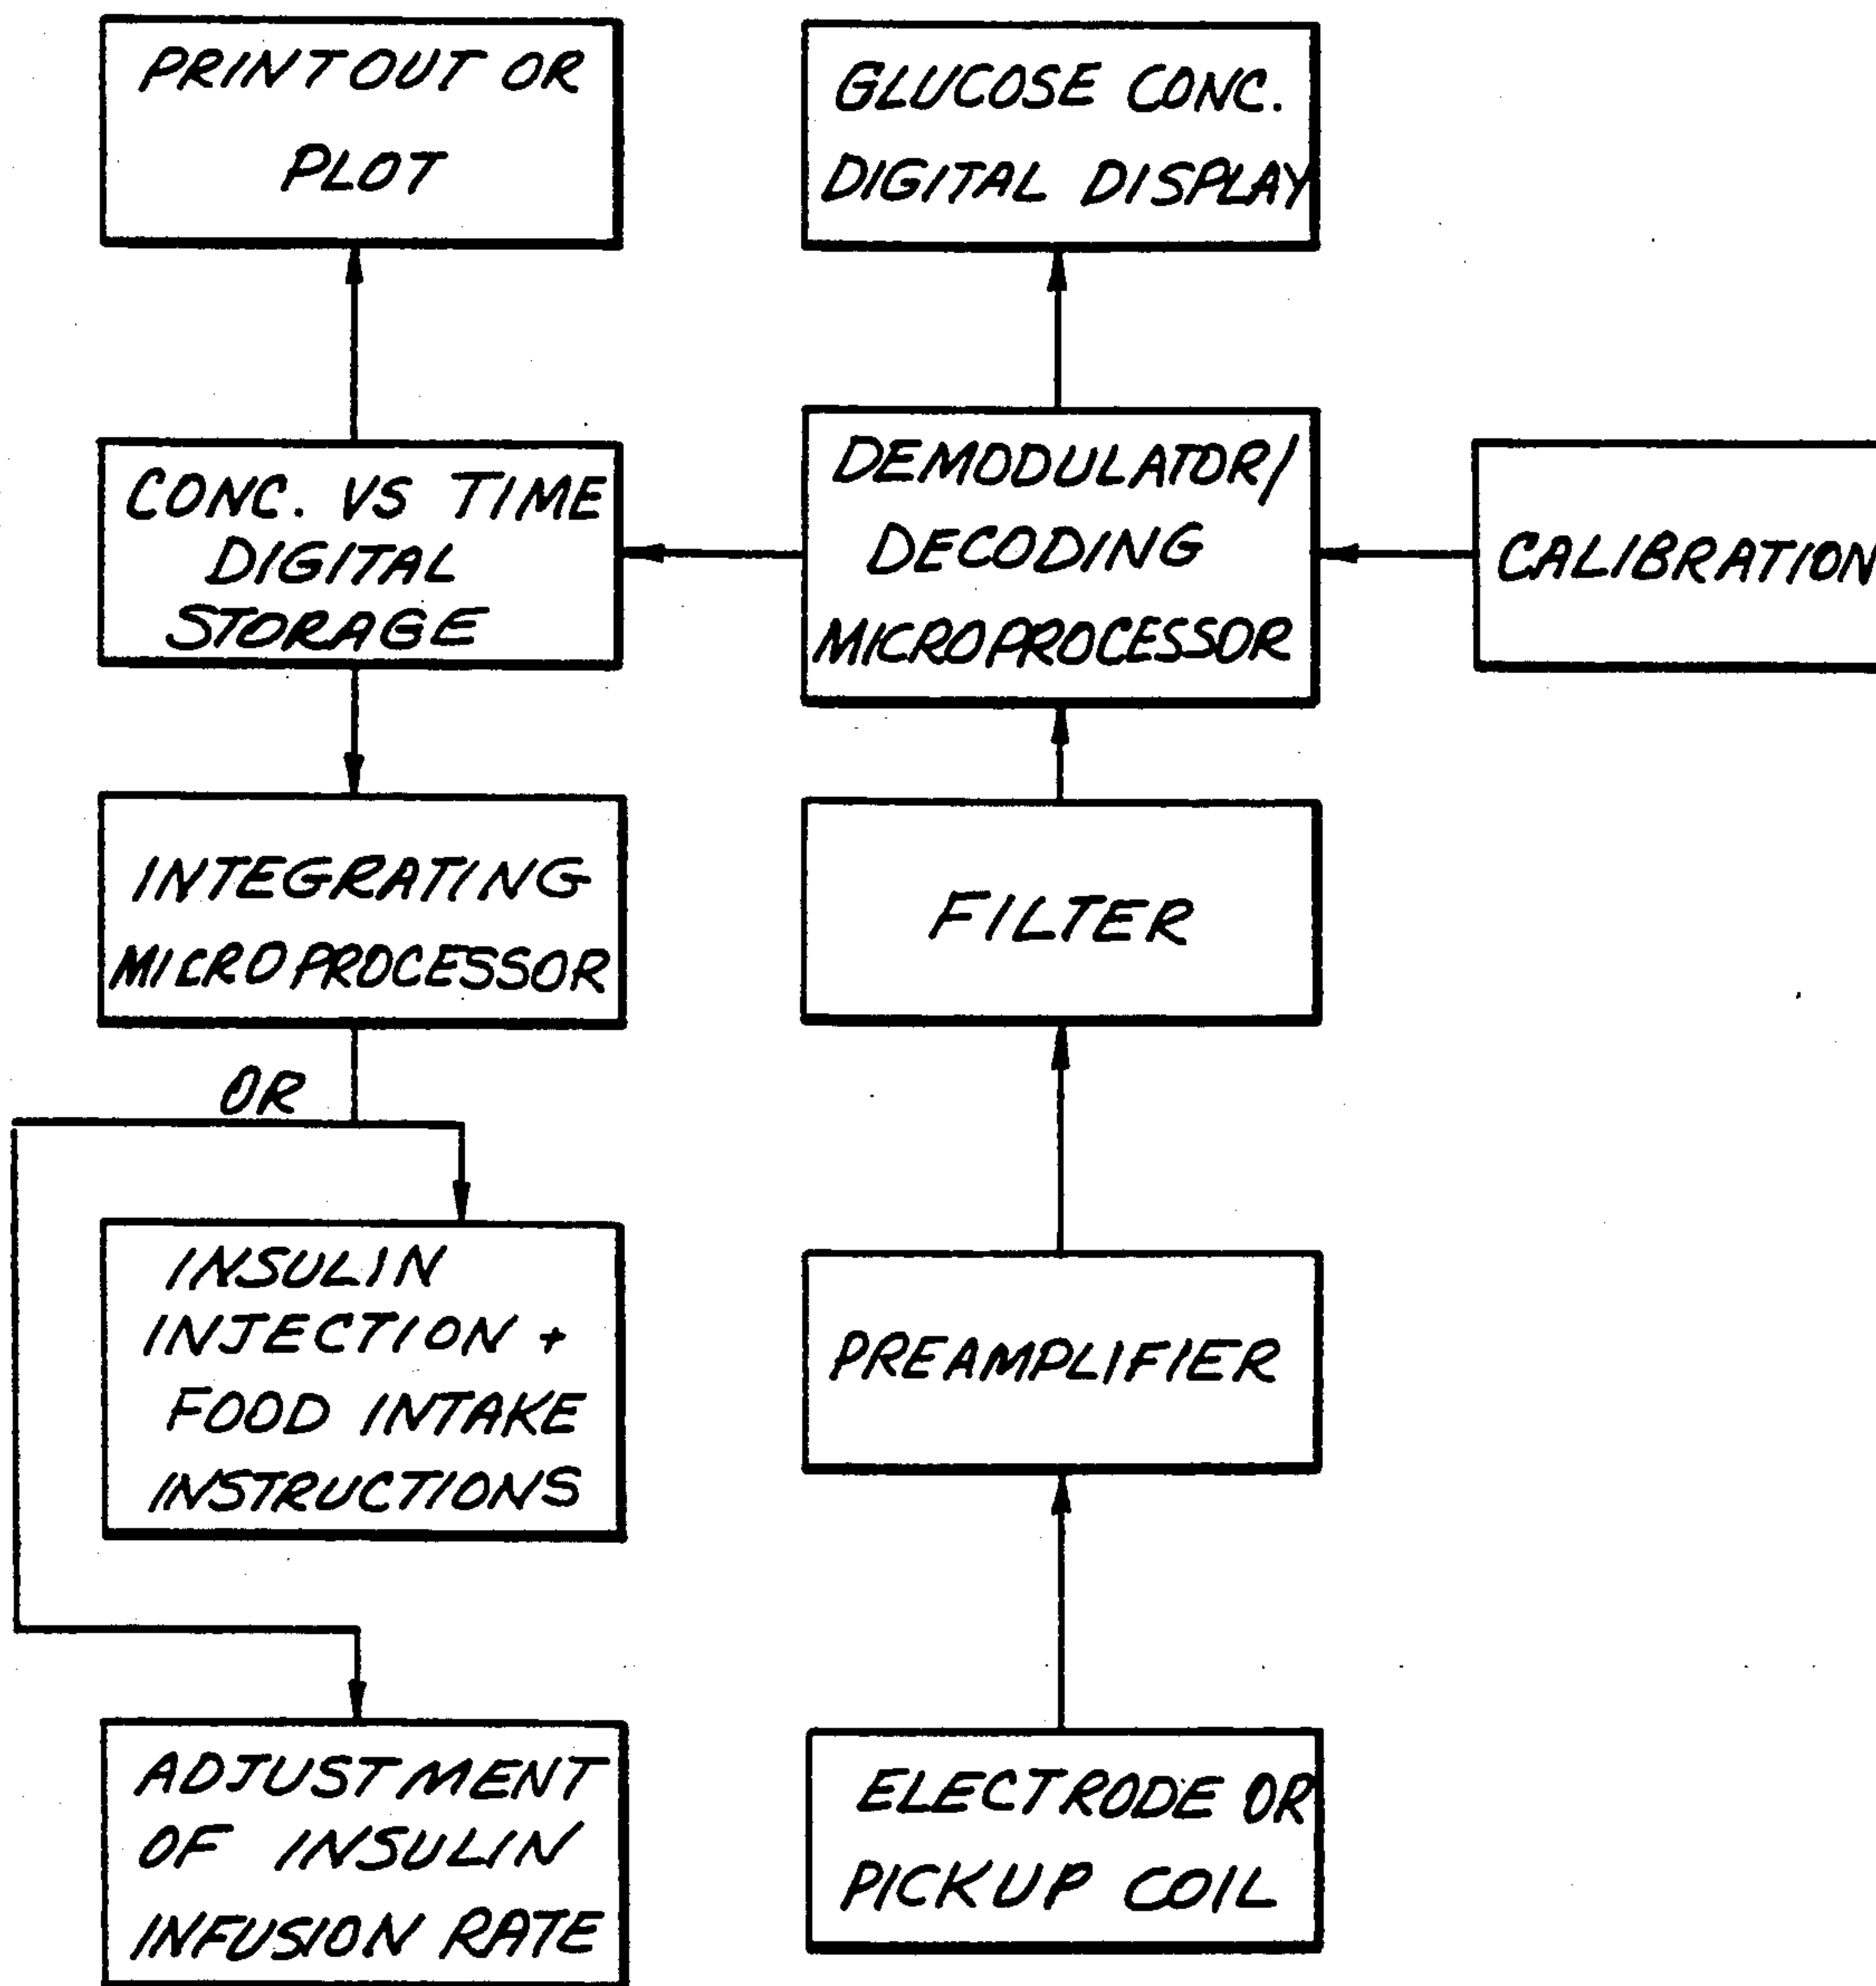 PRINTOUT OR
PLOT
GLUCOSE CONC.
DIGITAL DISPLAY
CONC. VS TIME
DIGITAL
STORAGE
DEMODULATOR/
DECODING
MICROPROCESSOR
CALIBRATION
INTEGRATING
MICROPROCESSOR
FILTER
OR
INSULIN
INJECTION +
FOOD INTAKE
INSTRUCTIONS
PREAMPLIFIER
ADJUSTMENT
OF INSULIN
INFUSION RATE
ELECTRODE OR
PICKUP COIL